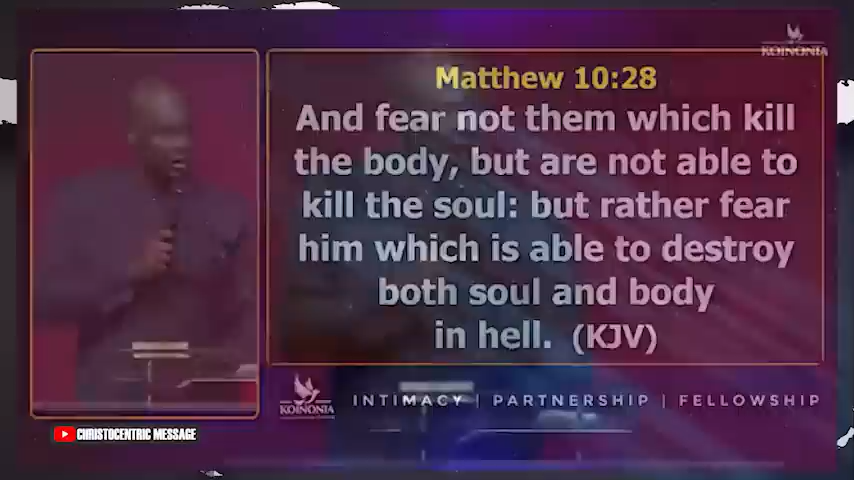 KOINONIA
Matthew 10:28
And fear not them which kill
the body, but are not able to
kill the soul: but rather fear
him which is able to destroy
both soul and body
in hell. (KJV)
KOINONIA
INTIMACY | PARTNERSHIP | FELLOWSHIP
CHRISTOCENTRIC MESSAGE